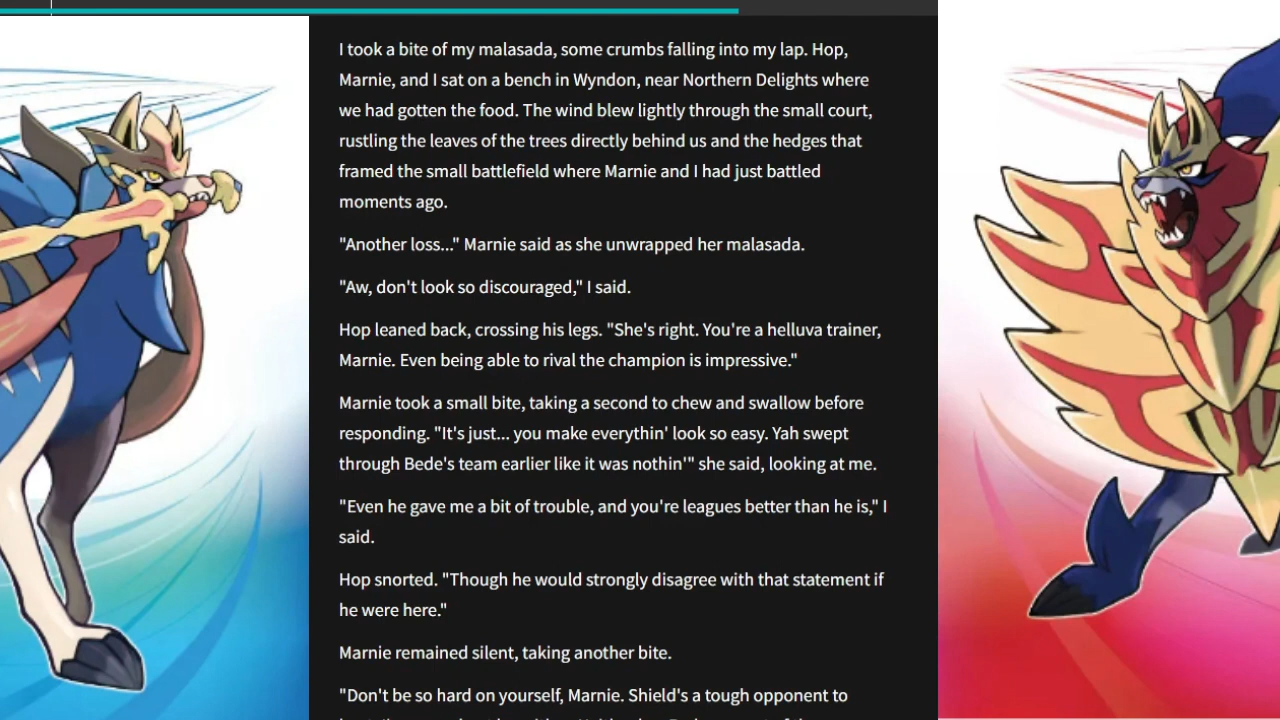 I took a bite of my malasada, some crumbs falling into my lap. Hop,
Marnie, and I sat on a bench in Wyndon, near Northern Delights where
we had gotten the food. The wind blew lightly through the small court,
rustling the leaves of the trees directly behind us and the hedges that
framed the small battlefield where Marnie and I had just battled
moments ago.
"Another loss..." Marnie said as she unwrapped her malasada.
"Aw, don't look so discouraged," I said.
Hop leaned back, crossing his legs. "She's right. You're a helluva trainer,
Marnie. Even being able to rival the champion is impressive."
Marnie took a small bite, taking a second to chew and swallow before
responding. "It's just... you make everythin' look so easy. Yah swept
through Bede's team earlier like it was nothin'" she said, looking at me.
"Even he gave me a bit of trouble, and you're leagues better than he is," I
said.
Hop snorted. "Though he would strongly disagree with that statement if
he were here."
Marnie remained silent, taking another bite.
"Don't be so hard on yourself, Marnie. Shield's a tough opponent to